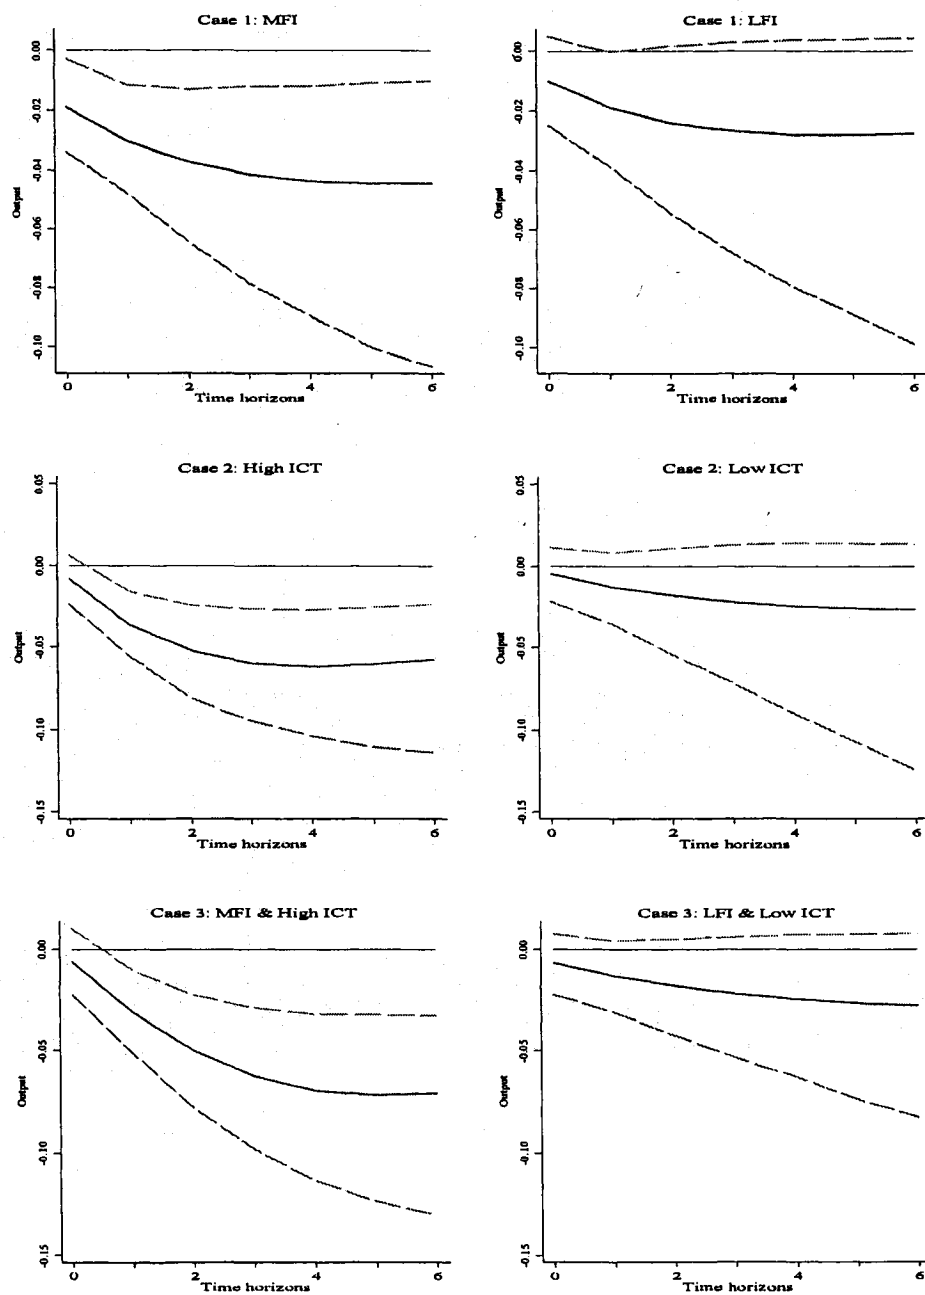 Case 1: MFI
Output
0.00
-0.02
-0.04
-0.06
-0.08
-0.10
0 2 4 6
Time horizons
Case 1: LFI
Output
0.00
-0.02
-0.04
-0.06
-0.08
-0.10
0 2 4 6
Time horizons
Case 2: High ICT
Output
0.05
0.00
-0.05
-0.10
-0.15
0 2 4 6
Time horizons
Case 2: Low ICT
Output
0.05
0.00
-0.05
-0.10
-0.15
0 2 4 6
Time horizons
Case 3: MFI & High ICT
Output
0.00
-0.05
-0.10
-0.15
0 2 4 6
Time horizons
Case 3: LFI & Low ICT
Output
0.00
-0.05
-0.10
-0.15
0 2 4 6
Time horizons